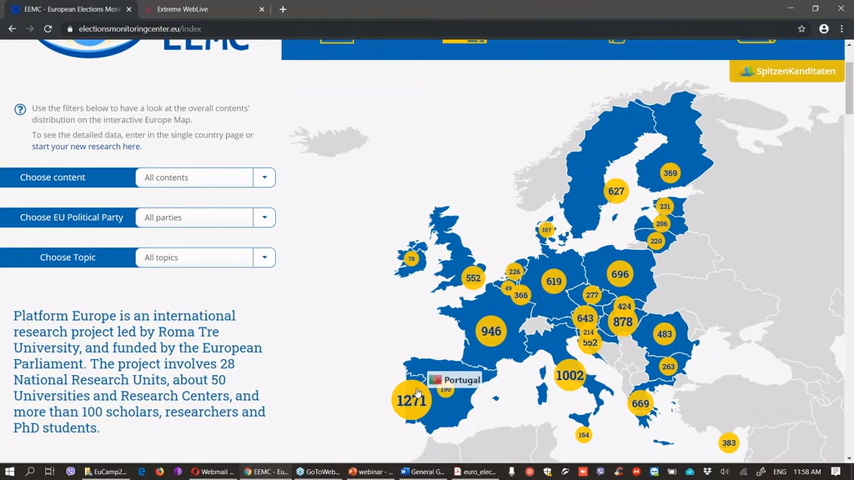 EEMC - European Elections Mon
Extreme WebLive
electionsmonitoringcenter.eu/index
EEMC
SpitzenKanditaten
Use the filters below to have a look at the overall contents'
distribution on the interactive Europe Map.
To see the detailed data, enter in the single country page or
start your new research here.
Choose content
All contents
Choose EU Political Party
All parties
Choose Topic
All topics
Platform Europe is an international
research project led by Roma Tre
University, and funded by the European
Parliament. The project involves 28
National Research Units, about 50
Universities and Research Centers, and
more than 100 scholars, researchers and
PhD students.
369
627
231
206
220
107
78
552
226
49
366
619
696
277
424
643
878
214
552
946
483
263
1002
Portugal
190
1271
669
164
383
EuCamp2
Webmail ...
EEMC - Eu...
GoToWeb...
webinar - ...
General G...
euro_elec...
ENG
11:58 AM